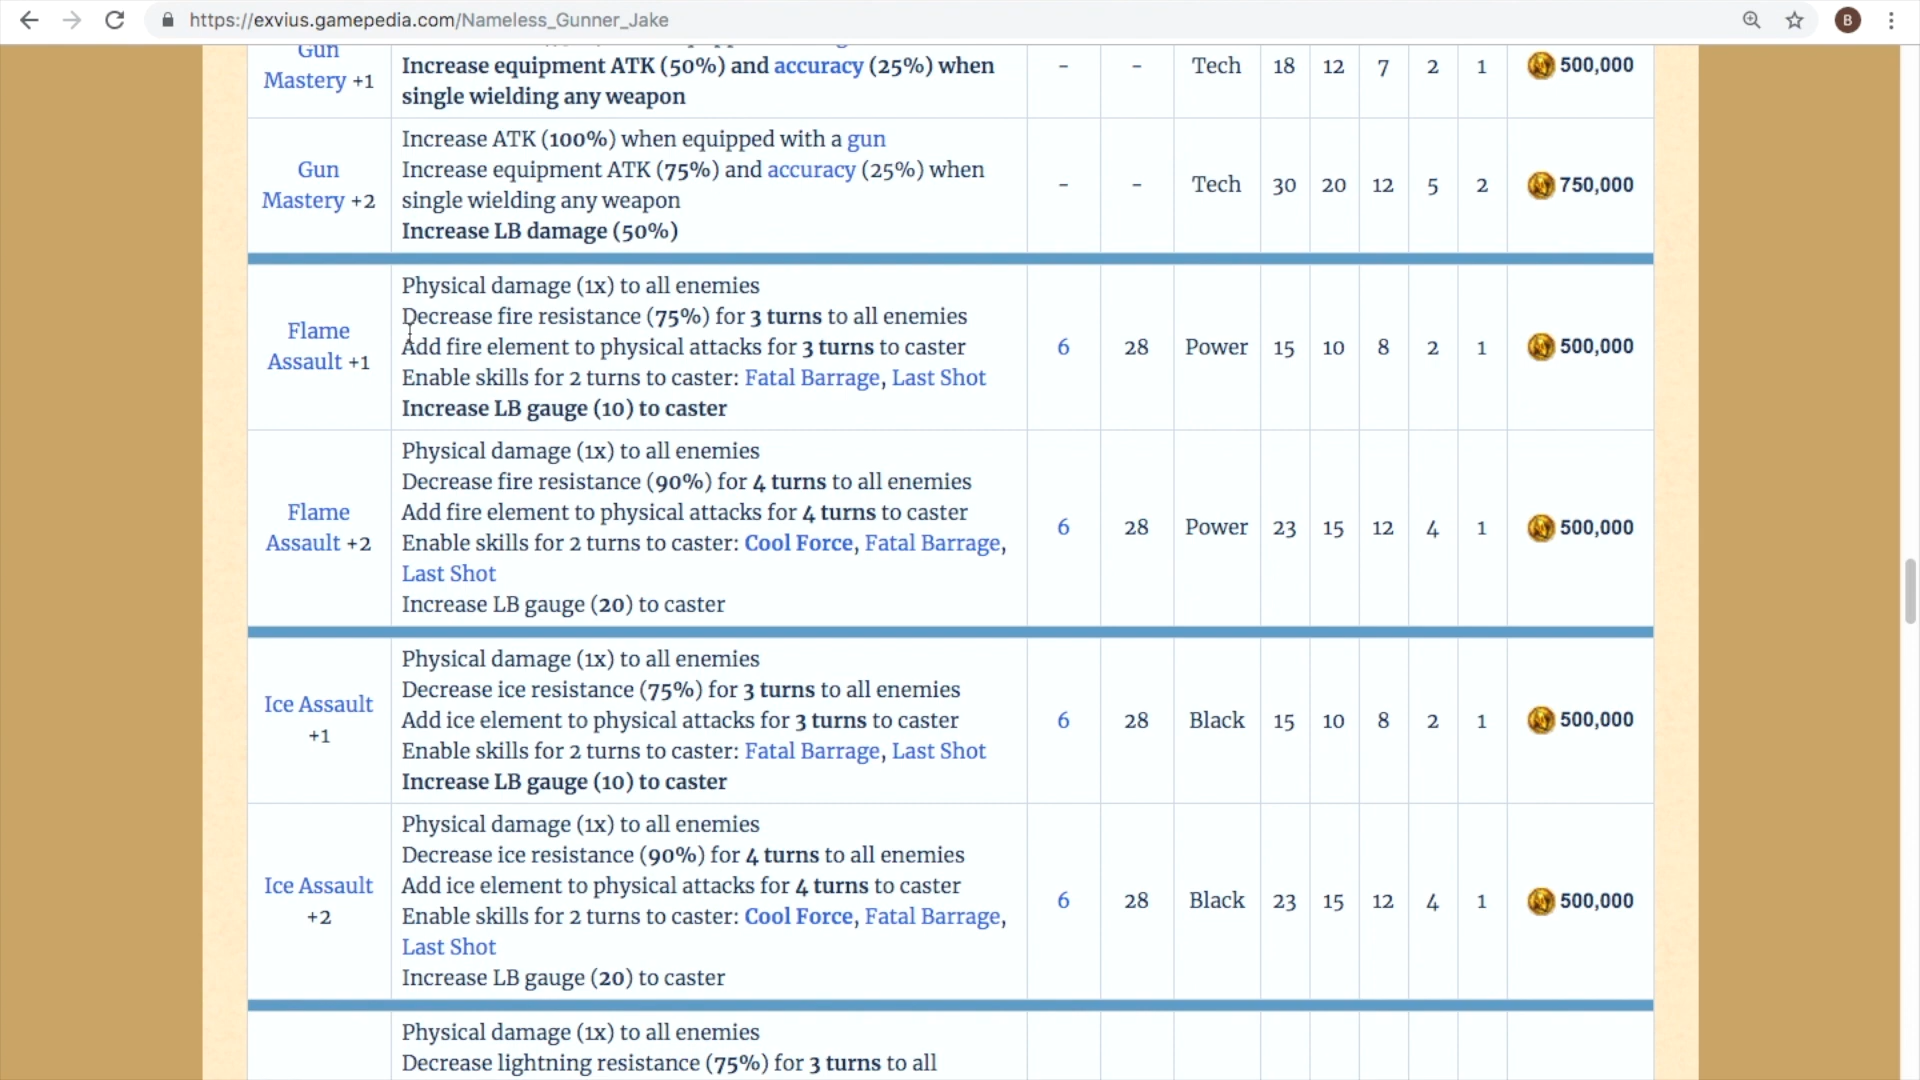 https://exvius.gamepedia.com/Nameless_Gunner_Jake
B
Gun
Mastery +1
Increase equipment ATK (50%) and accuracy (25%) when
single wielding any weapon
- - Tech 18 12 7 2 1 500,000
Gun
Mastery +2
Increase ATK (100%) when equipped with a gun
Increase equipment ATK (75%) and accuracy (25%) when
single wielding any weapon
Increase LB damage (50%)
- - Tech 30 20 12 5 2 750,000
Flame
Assault +1
Physical damage (1x) to all enemies
Decrease fire resistance (75%) for 3 turns to all enemies
Add fire element to physical attacks for 3 turns to caster
Enable skills for 2 turns to caster: Fatal Barrage, Last Shot
Increase LB gauge (10) to caster
6 28 Power 15 10 8 2 1 500,000
Flame
Assault +2
Physical damage (1x) to all enemies
Decrease fire resistance (90%) for 4 turns to all enemies
Add fire element to physical attacks for 4 turns to caster
Enable skills for 2 turns to caster: Cool Force, Fatal Barrage,
Last Shot
Increase LB gauge (20) to caster
6 28 Power 23 15 12 4 1 500,000
Ice Assault
+1
Physical damage (1x) to all enemies
Decrease ice resistance (75%) for 3 turns to all enemies
Add ice element to physical attacks for 3 turns to caster
Enable skills for 2 turns to caster: Fatal Barrage, Last Shot
Increase LB gauge (10) to caster
6 28 Black 15 10 8 2 1 500,000
Ice Assault
+2
Physical damage (1x) to all enemies
Decrease ice resistance (90%) for 4 turns to all enemies
Add ice element to physical attacks for 4 turns to caster
Enable skills for 2 turns to caster: Cool Force, Fatal Barrage,
Last Shot
Increase LB gauge (20) to caster
6 28 Black 23 15 12 4 1 500,000
Physical damage (1x) to all enemies
Decrease lightning resistance (75%) for 3 turns to all